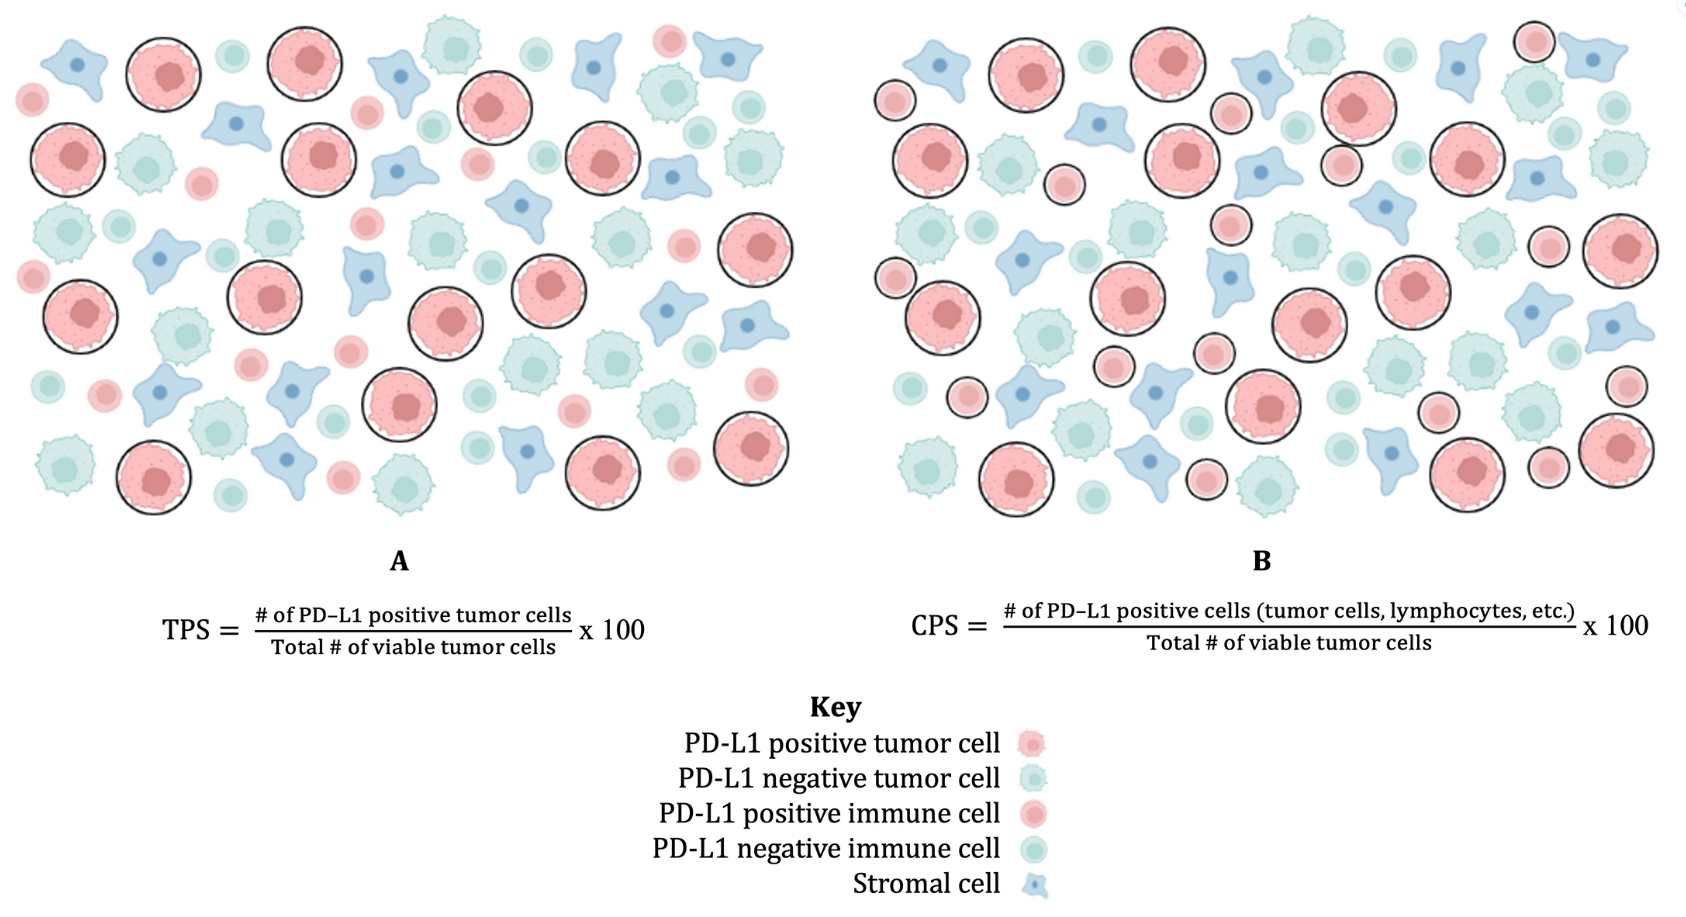 A
B
TPS = # of PD-L1 positive tumor cells / Total # of viable tumor cells x 100
CPS = # of PD-L1 positive cells (tumor cells, lymphocytes, etc.) / Total # of viable tumor cells x 100
Key
PD-L1 positive tumor cell
PD-L1 negative tumor cell
PD-L1 positive immune cell
PD-L1 negative immune cell
Stromal cell